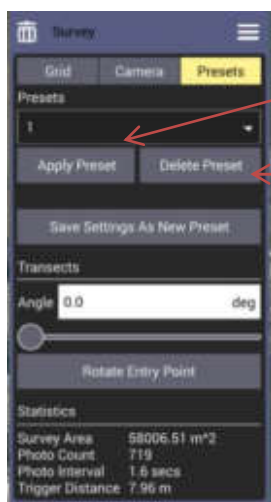 Survey
Grid Camera Presets
Presets
1
Apply Preset Delete Preset
Save Settings As New Preset
Transects
Angle 0.0 deg
Rotate Entry Point
Statistics
Survey Area 58006.51 m^2
Photo Count 719
Photo Interval 1.6 secs
Trigger Distance 7.96 m